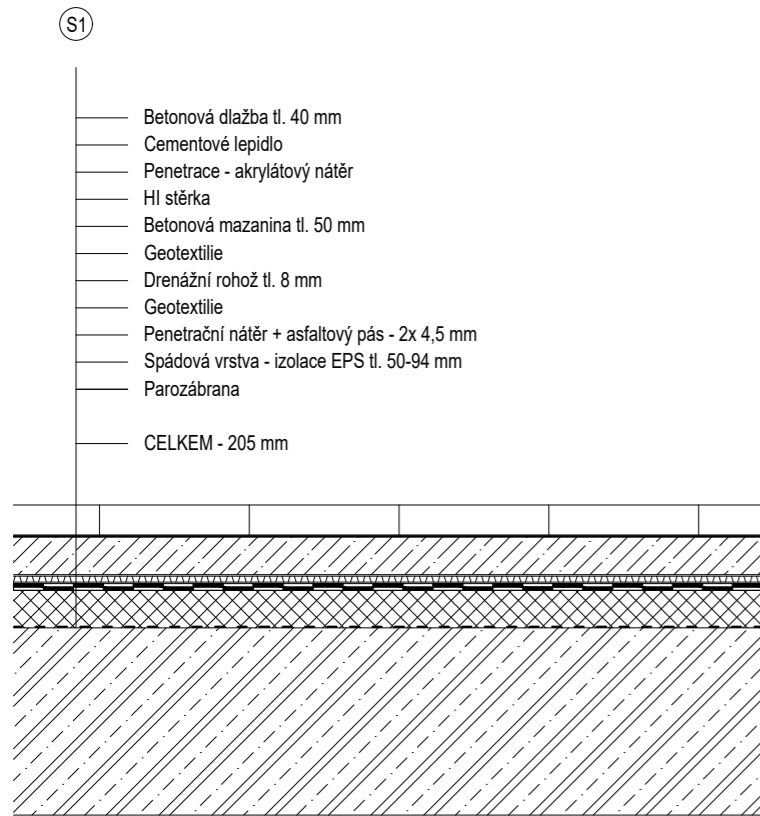 S1
Betonová dlažba tl. 40 mm
Cementové lepidlo
Penetrace - akrylátový nátěr
HI stěrka
Betonová mazanina tl. 50 mm
Geotextilie
Drenážní rohož tl. 8 mm
Geotextilie
Penetrační nátěr + asfaltový pás - 2x 4,5 mm
Spádová vrstva - izolace EPS tl. 50-94 mm
Parozábrana
CELKEM - 205 mm